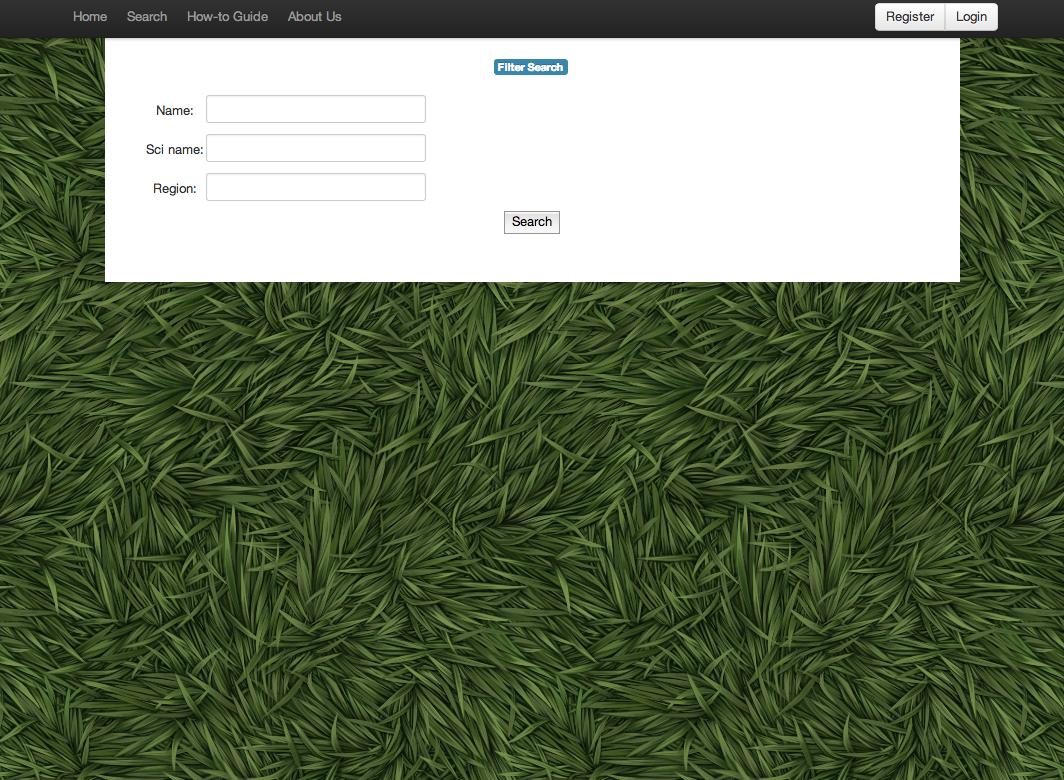 Home Search How-to Guide About Us Register Login
Filter Search
Name:
Sci name:
Region:
Search